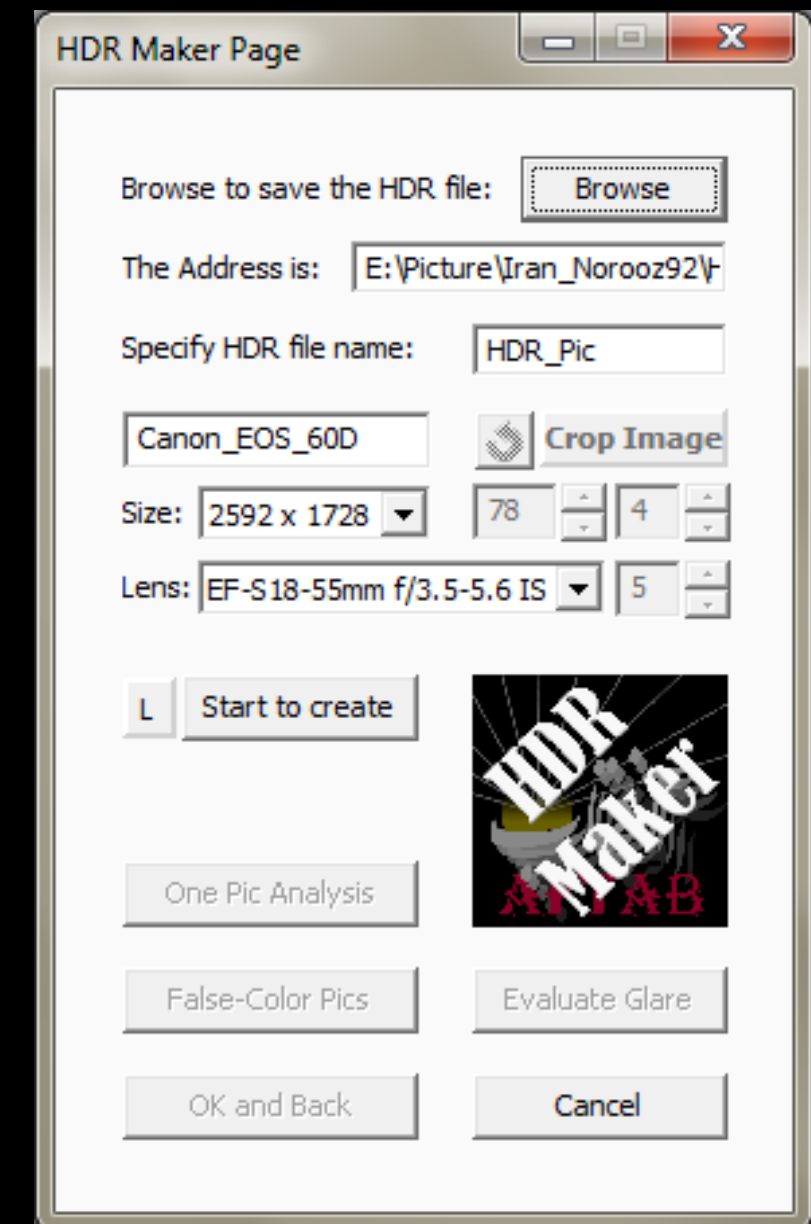 HDR Maker Page
Browse to save the HDR file: Browse
The Address is: E:\Picture\Iran_Norooz92\
Specify HDR file name: HDR_Pic
Canon_EOS_60D Crop Image
Size: 2592 x 1728 78 4
Lens: EF-S18-55mm f/3.5-5.6 IS 5
L Start to create
HDR
Maker
One Pic Analysis
False-Color Pics Evaluate Glare
OK and Back Cancel